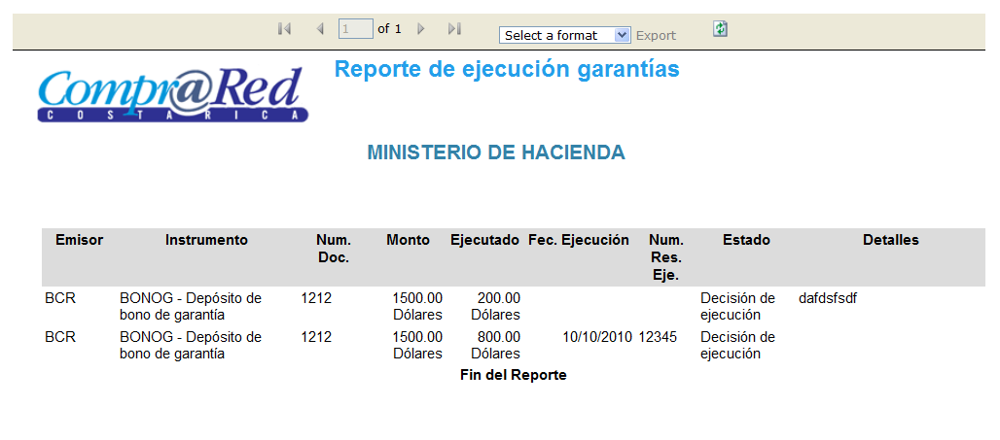 1 of 1 Select a format Export
Reporte de ejecución garantías
Compr@Red
COSTA RICA
MINISTERIO DE HACIENDA
Emisor Instrumento Num. Monto Ejecutado Fec. Ejecución Num. Estado Detalles
Doc. Res.
Eje.
BCR BONOG - Depósito de 1212 1500.00 200.00 Decisión de dafdsfsdf
bono de garantía Dólares Dólares ejecución
BCR BONOG - Depósito de 1212 1500.00 800.00 10/10/2010 12345 Decisión de
bono de garantía Dólares Dólares ejecución
Fin del Reporte